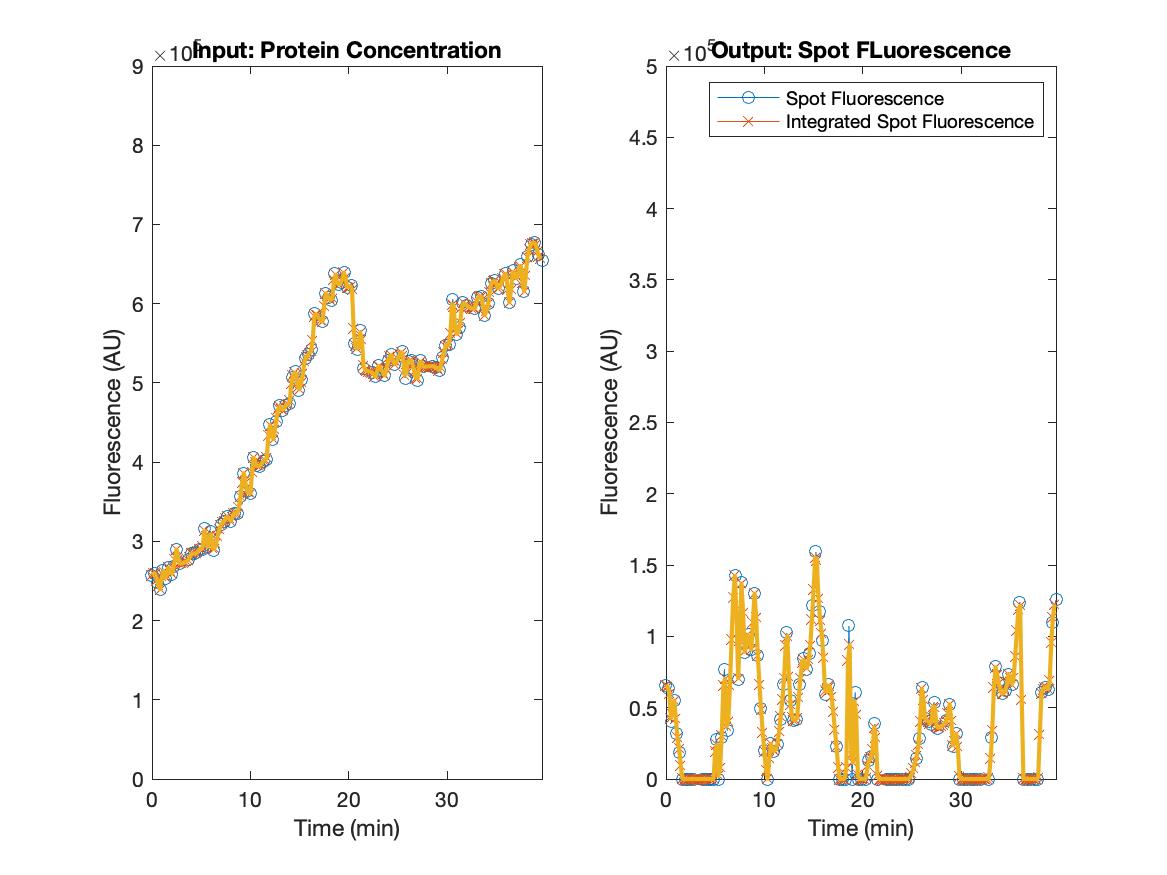 ×10⁵
Input: Protein Concentration
9
8
7
6
5
4
3
2
1
0
Fluorescence (AU)
0 10 20 30
Time (min)
×10⁵
Output: Spot FLuorescence
Spot Fluorescence
Integrated Spot Fluorescence
5
4.5
4
3.5
3
2.5
2
1.5
1
0.5
0
Fluorescence (AU)
0 10 20 30
Time (min)